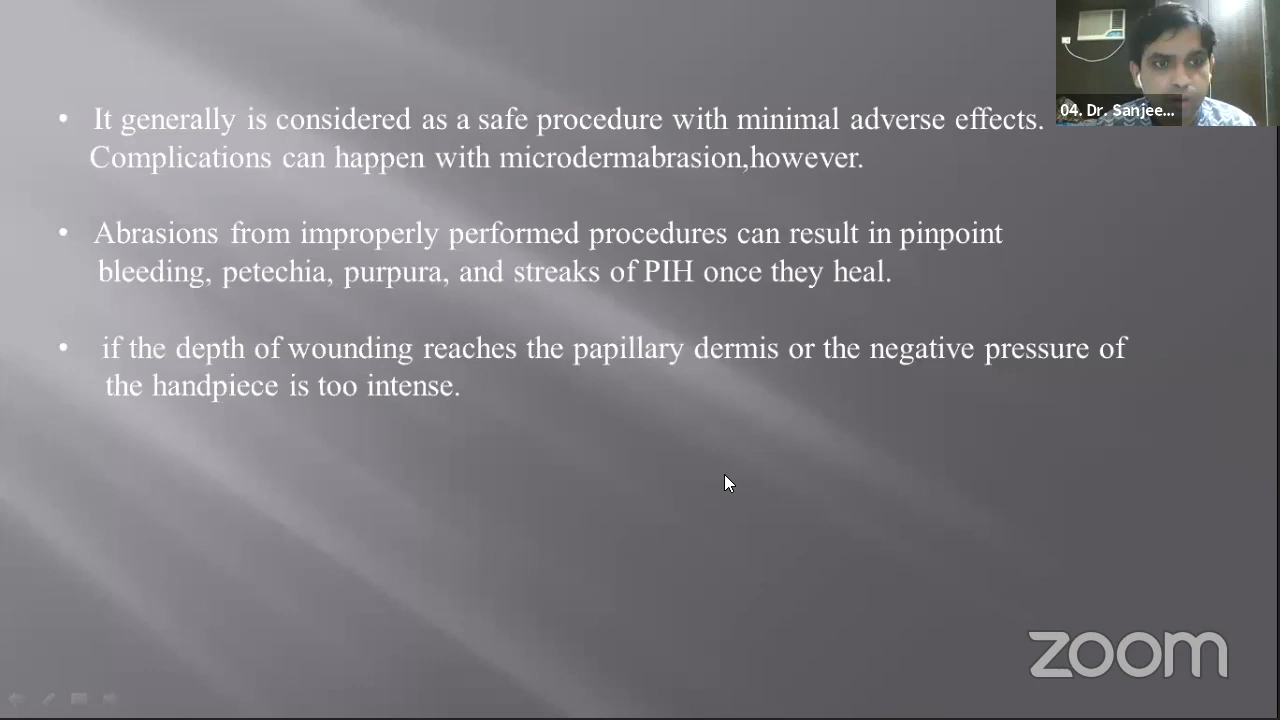 • It generally is considered as a safe procedure with minimal adverse effects.
Complications can happen with microdermabrasion,however.
• Abrasions from improperly performed procedures can result in pinpoint
bleeding, petechia, purpura, and streaks of PIH once they heal.
• if the depth of wounding reaches the papillary dermis or the negative pressure of
the handpiece is too intense.
04. Dr. Sanjee...
zoom